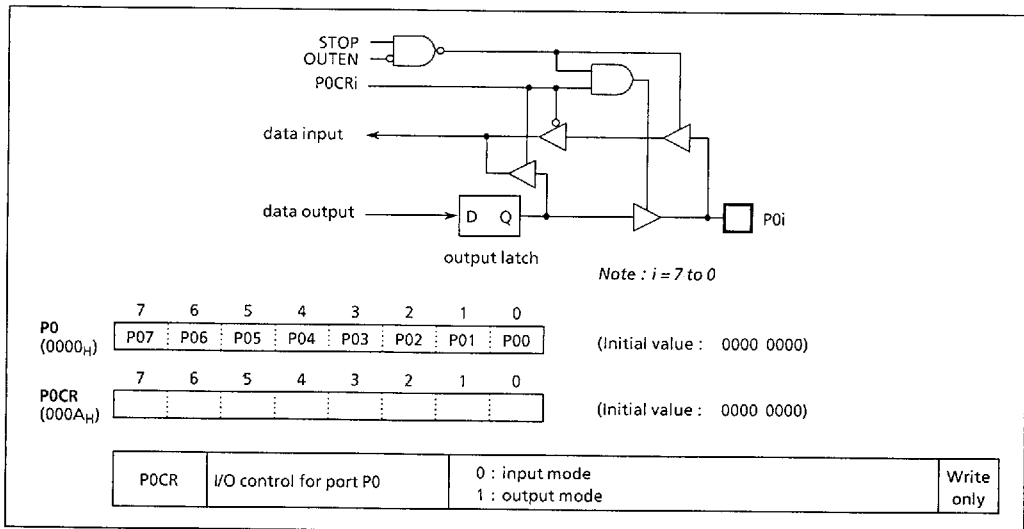 STOP
OUTEN
P0CRi
data input
data output
D Q
P0i
output latch
Note : i = 7 to 0
7 6 5 4 3 2 1 0
P0
(0000H)
P07 P06 P05 P04 P03 P02 P01 P00
(Initial value : 0000 0000)
7 6 5 4 3 2 1 0
P0CR
(000AH)
(Initial value : 0000 0000)
P0CR
I/O control for port P0
0 : input mode
1 : output mode
Write
only